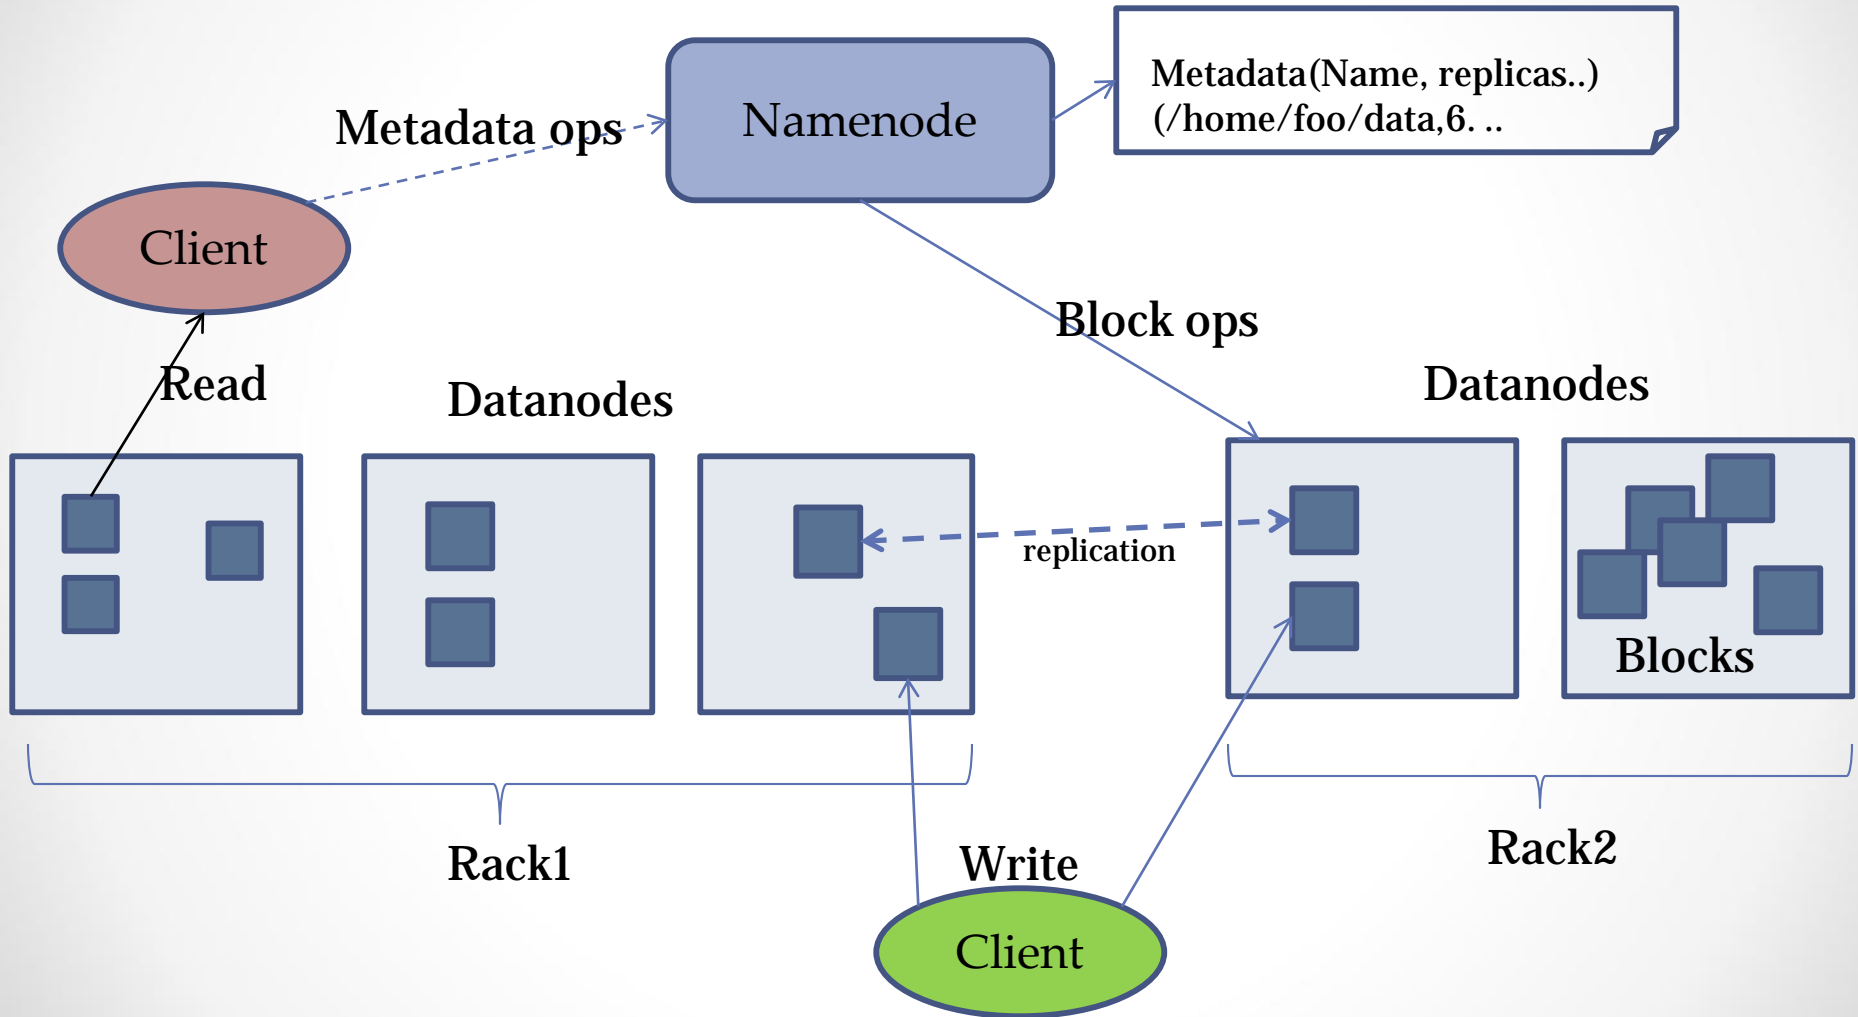 Metadata(Name, replicas..)
(/home/foo/data,6. ..
Namenode
Metadata ops
Client
Block ops
Read
Datanodes
Datanodes
replication
Blocks
Rack1
Write
Rack2
Client